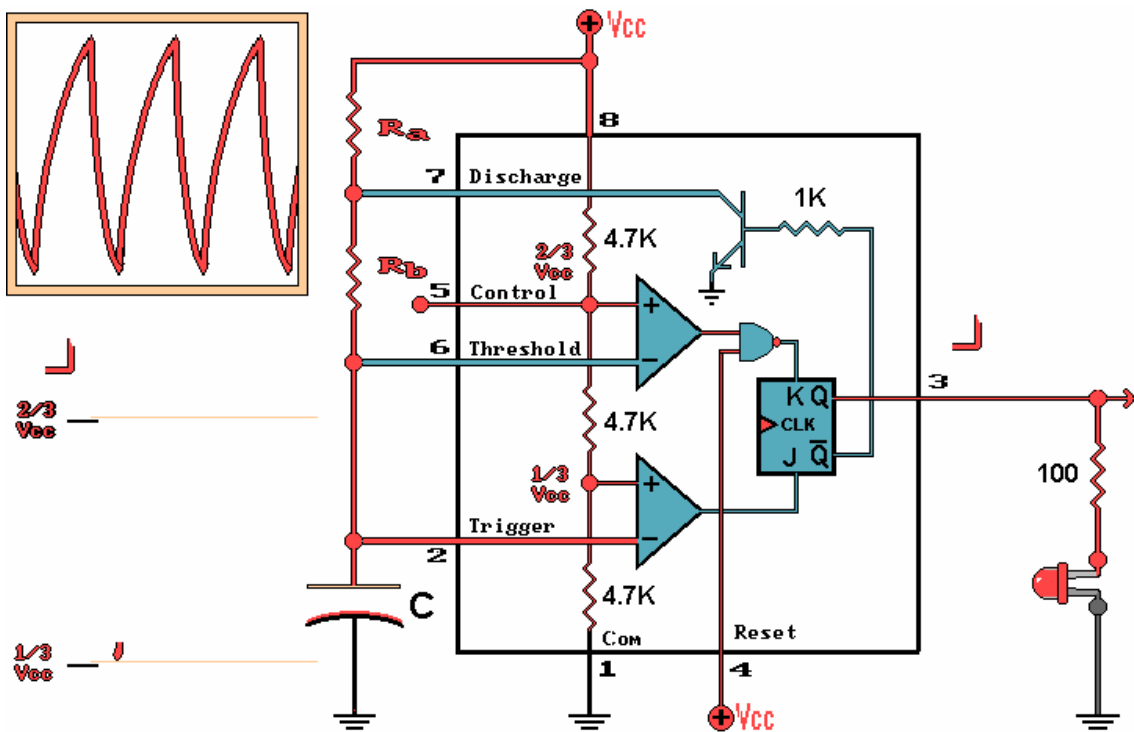 Vcc
Ra
8
7 Discharge
1K
4.7K
2/3
Vcc
Rb
5 Control
+
6 Threshold
−
3
K Q
CLK
J Q̅
2/3
Vcc
4.7K
1/3
Vcc
+
100
Trigger
−
2
4.7K
C
Com
Reset
1/3
Vcc
1
4
Vcc